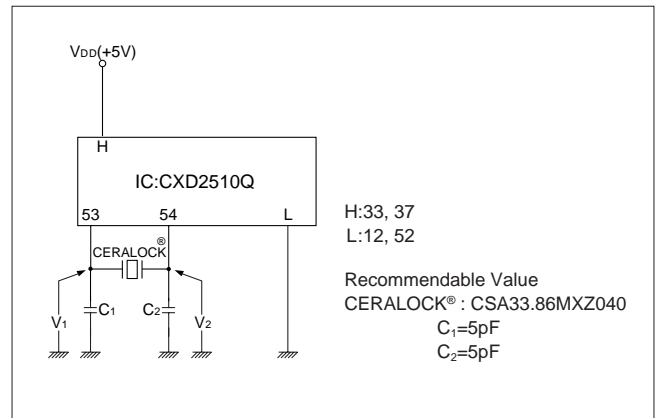 VDD(+5V)
H
IC:CXD2510Q
53 54 L
CERALOCK®
C1 C2
V1 V2
H:33, 37
L:12, 52
Recommendable Value
CERALOCK® : CSA33.86MXZ040
C1=5pF
C2=5pF